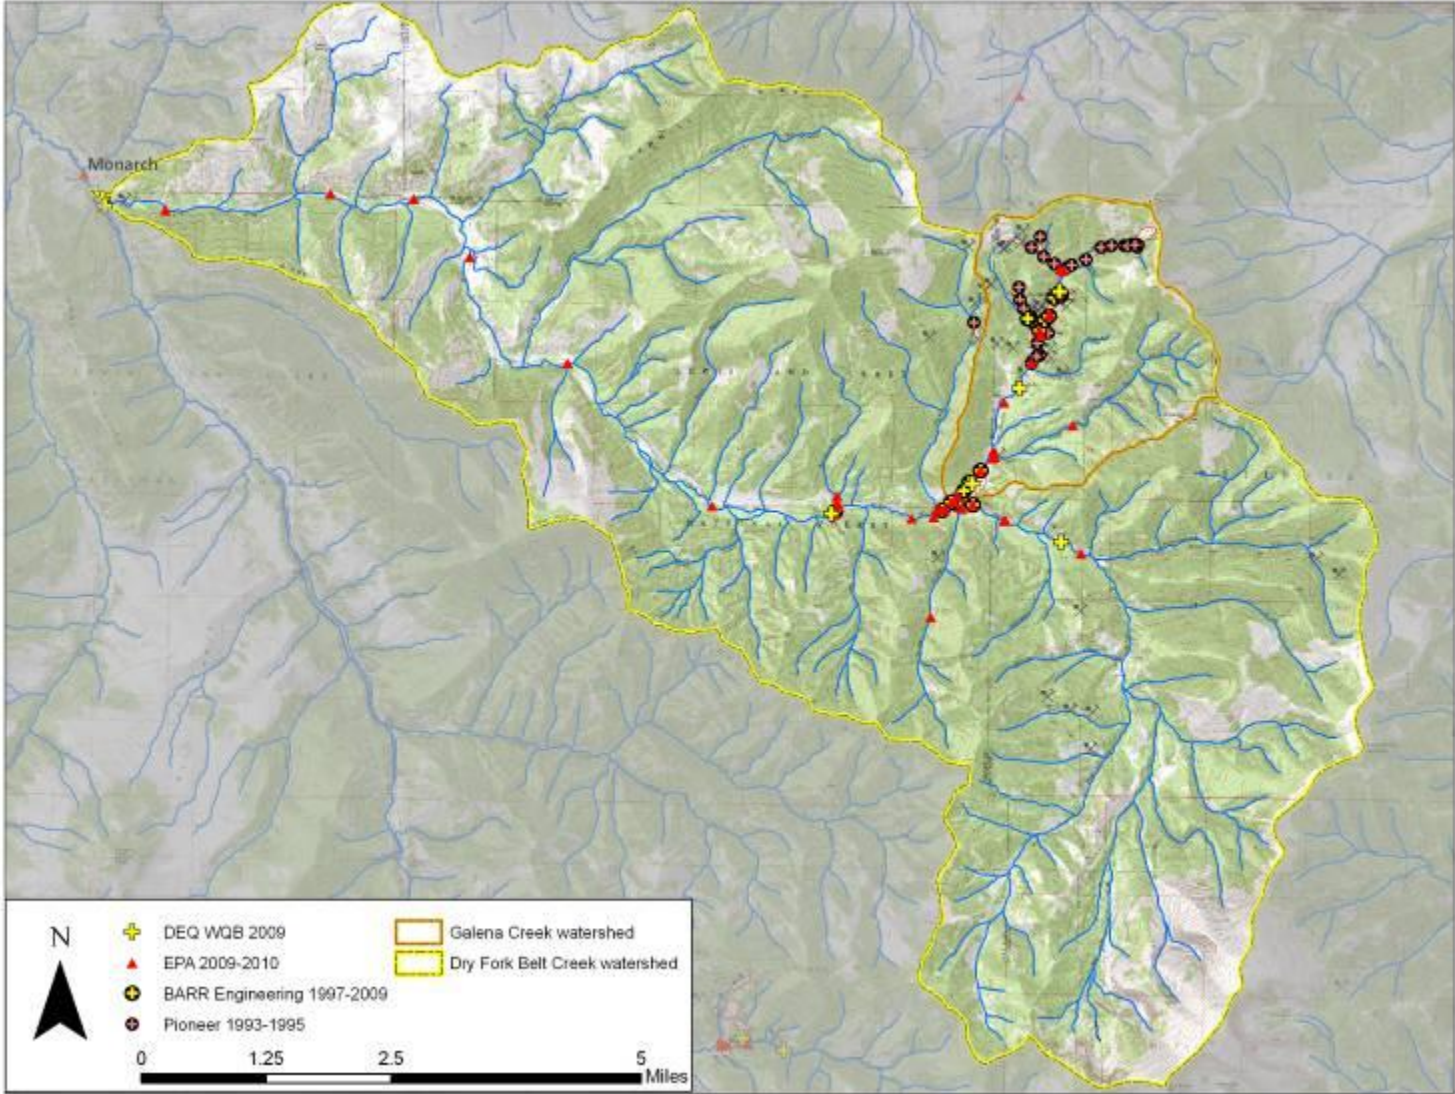 Monarch
N
DEQ WQB 2009
EPA 2009-2010
BARR Engineering 1997-2009
Pioneer 1993-1995
Galena Creek watershed
Dry Fork Belt Creek watershed
0 1.25 2.5 5
Miles